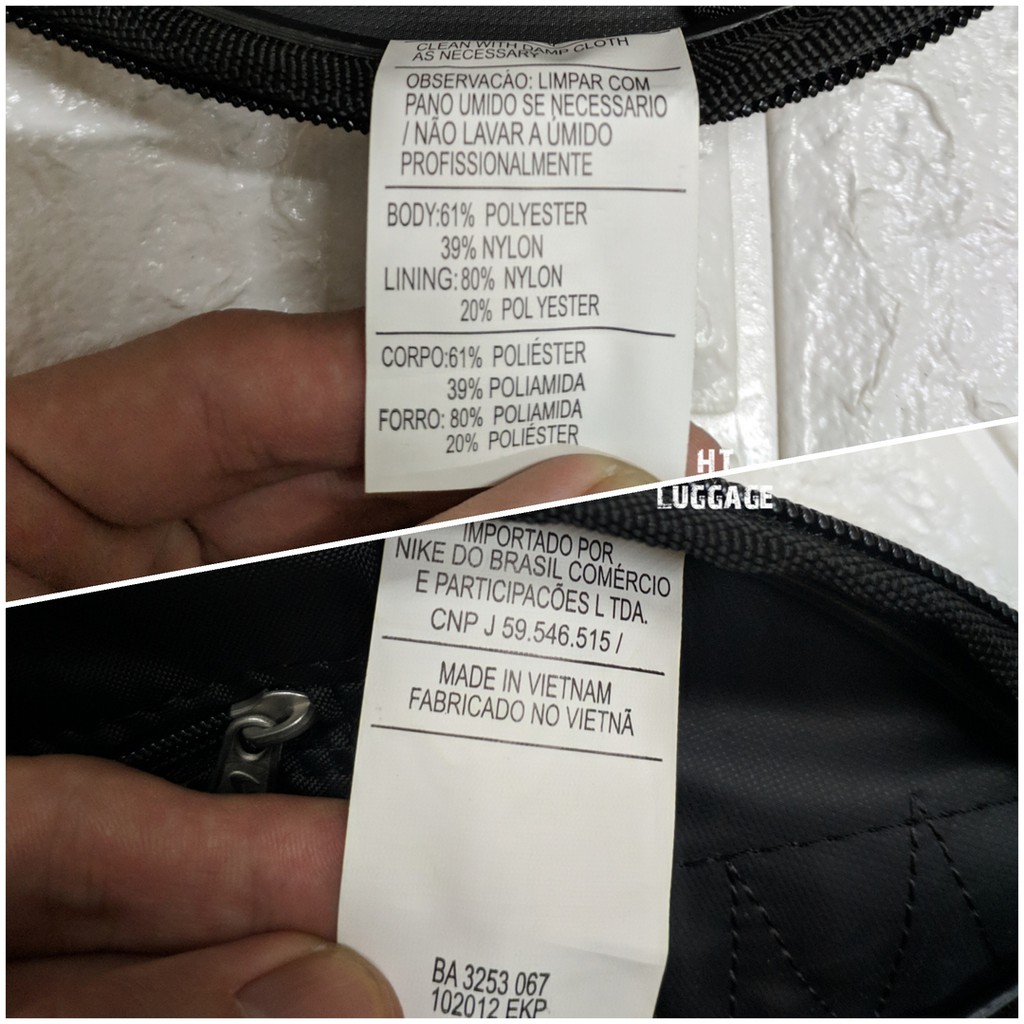 CLEAN WITH DAMP CLOTH
AS NECESSARY
OBSERVACÃO: LIMPAR COM
PANO UMIDO SE NECESSARIO
/ NÃO LAVAR A ÚMIDO
PROFISSIONALMENTE
BODY:61% POLYESTER
39% NYLON
LINING: 80% NYLON
20% POLYESTER
CORPO:61% POLIÉSTER
39% POLIAMIDA
FORRO: 80% POLIAMIDA
20% POLIÉSTER
HT
LUGGAGE
IMPORTADO POR
NIKE DO BRASIL COMÉRCIO
E PARTICIPACÕES L TDA.
CNP J 59.546.515 /
MADE IN VIETNAM
FABRICADO NO VIETNÃ
BA 3253 067
102012 EKP